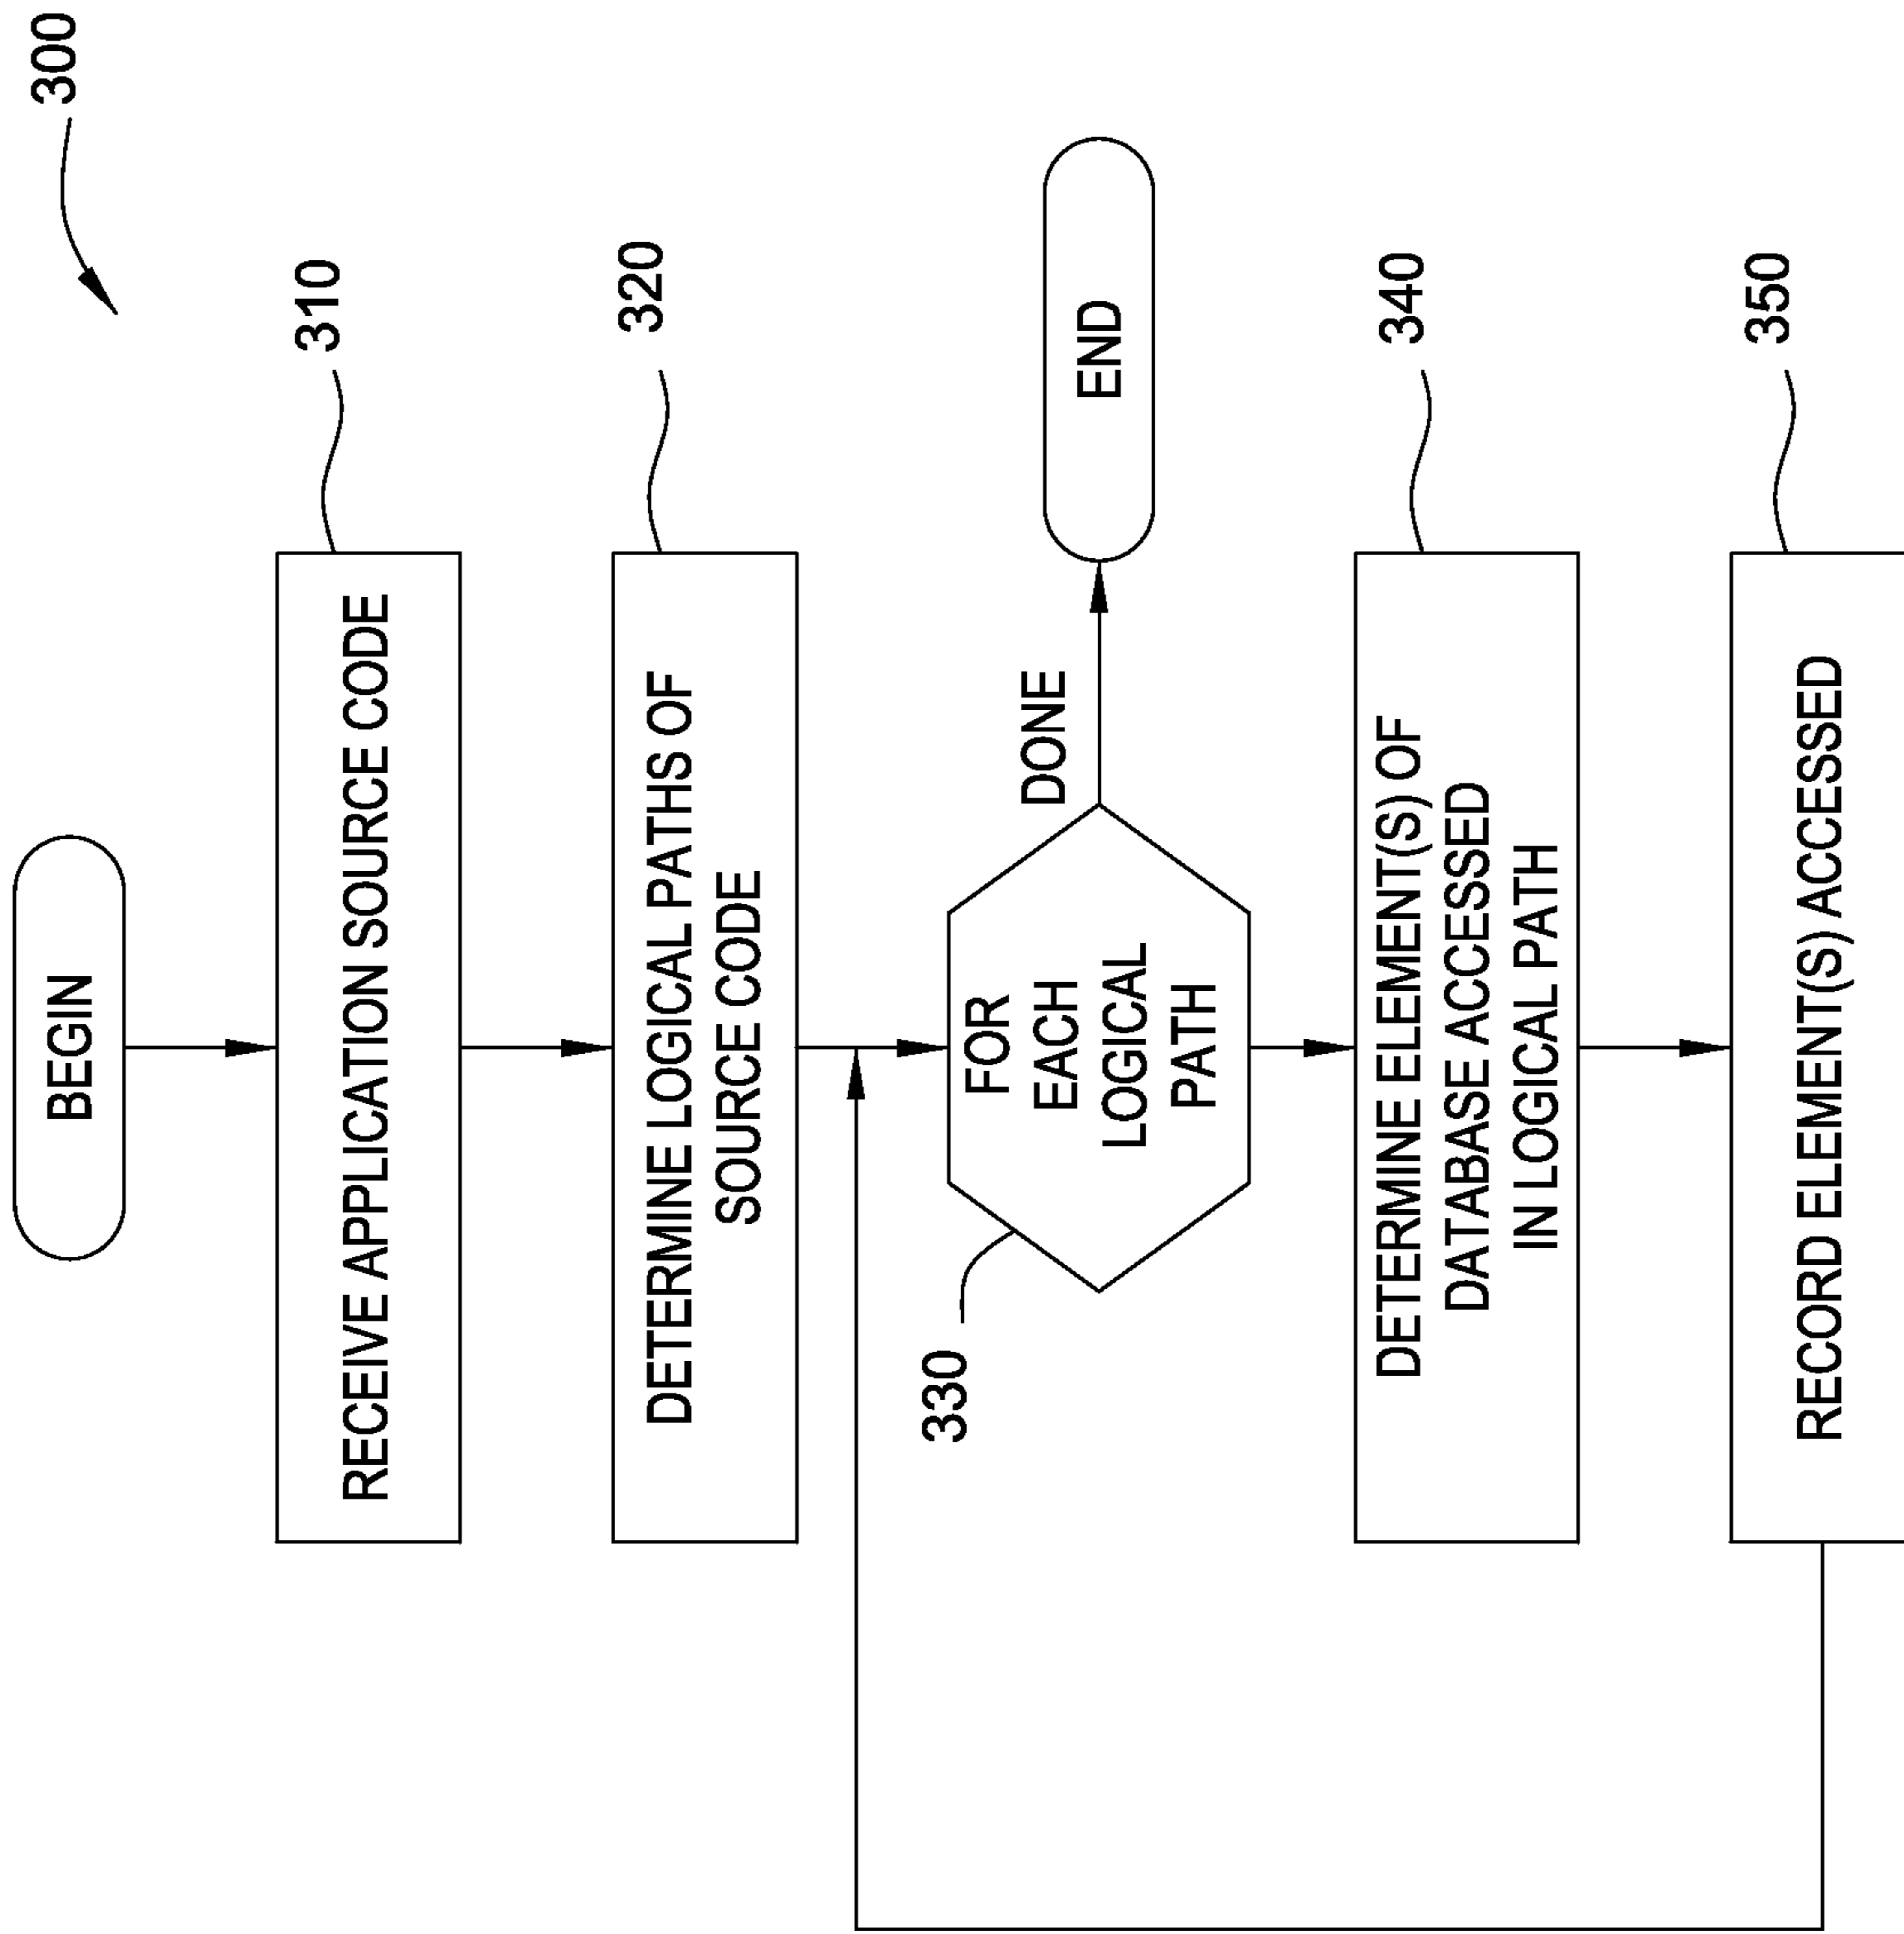 300
BEGIN
310
RECEIVE APPLICATION SOURCE CODE
320
DETERMINE LOGICAL PATHS OF
SOURCE CODE
330
FOR
EACH
LOGICAL
PATH
DONE
END
340
DETERMINE ELEMENT(S) OF
DATABASE ACCESSED
IN LOGICAL PATH
350
RECORD ELEMENT(S) ACCESSED